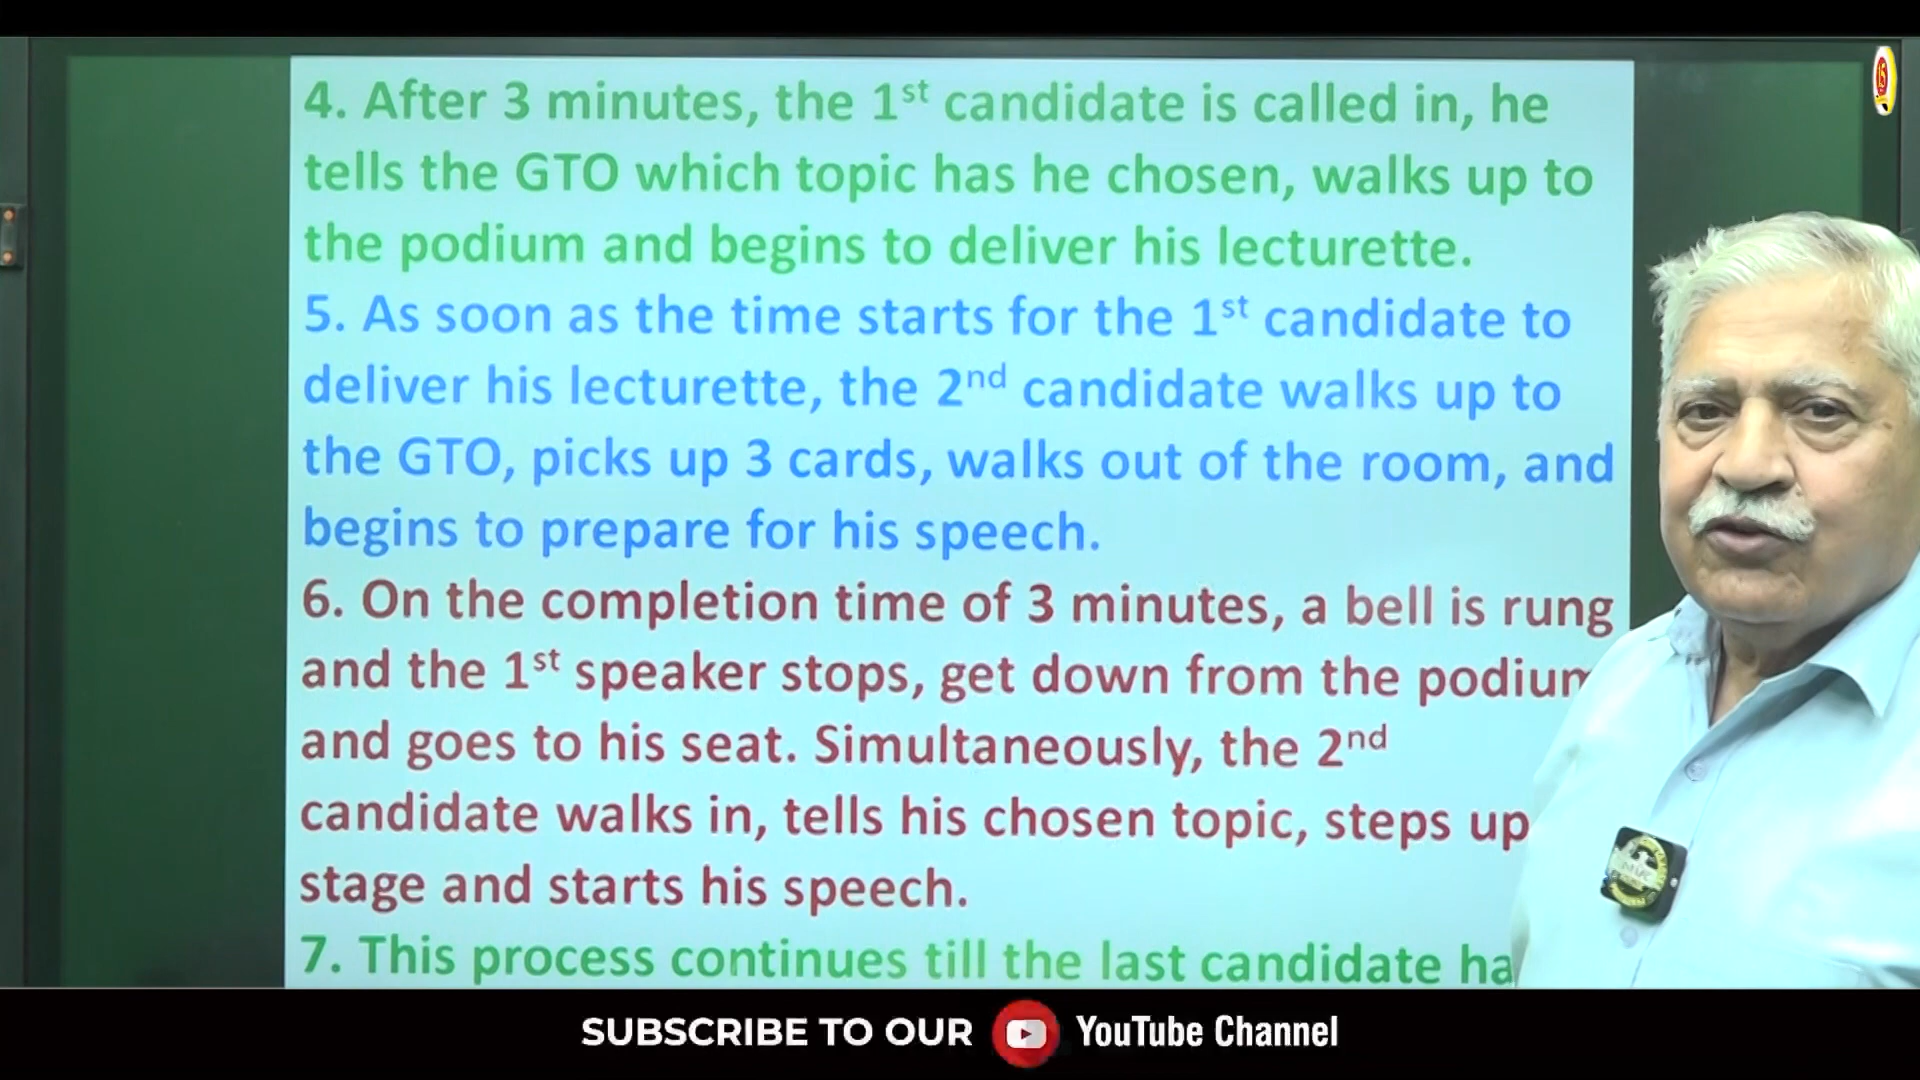 4. After 3 minutes, the 1st candidate is called in, he
tells the GTO which topic has he chosen, walks up to
the podium and begins to deliver his lecturette.
5. As soon as the time starts for the 1st candidate to
deliver his lecturette, the 2nd candidate walks up to
the GTO, picks up 3 cards, walks out of the room, and
begins to prepare for his speech.
6. On the completion time of 3 minutes, a bell is rung
and the 1st speaker stops, get down from the podium
and goes to his seat. Simultaneously, the 2nd
candidate walks in, tells his chosen topic, steps up
stage and starts his speech.
7. This process continues till the last candidate ha
SUBSCRIBE TO OUR YouTube Channel